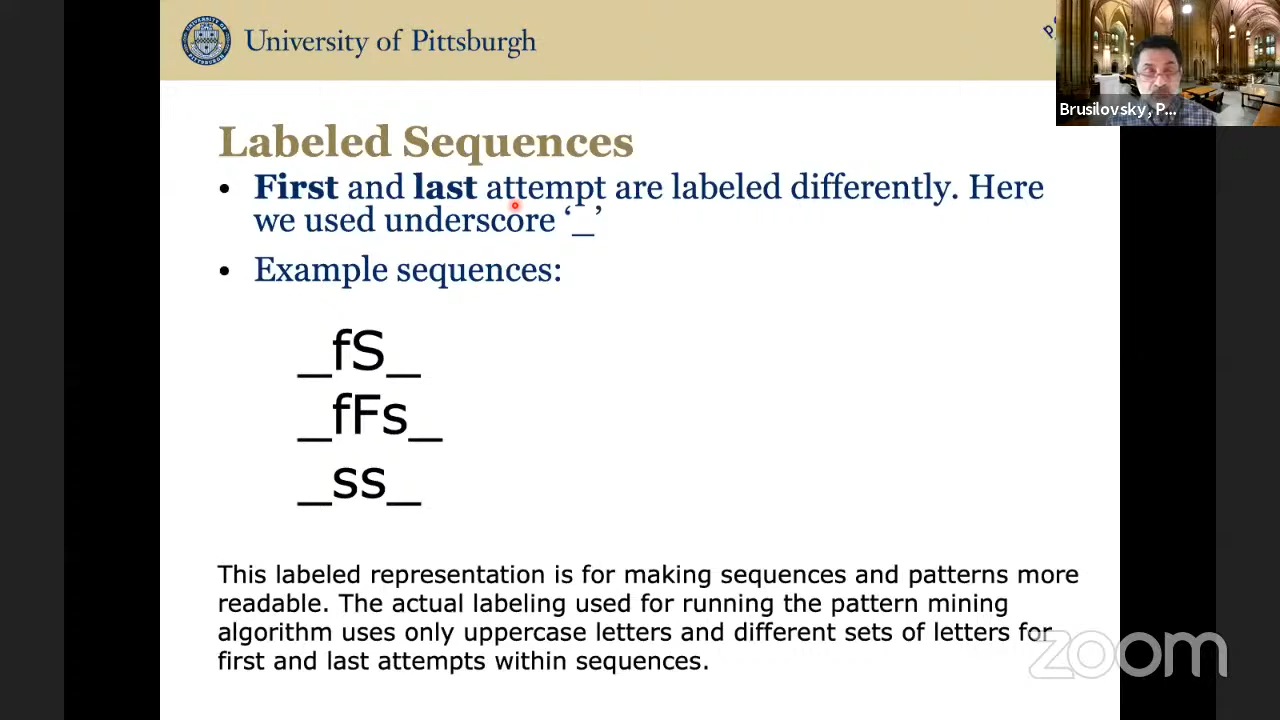 University of Pittsburgh
Brusilovsky, P...
Labeled Sequences
• First and last attempt are labeled differently. Here
we used underscore ‘_’
• Example sequences:
_fS_
_fFs_
_ss_
This labeled representation is for making sequences and patterns more
readable. The actual labeling used for running the pattern mining
algorithm uses only uppercase letters and different sets of letters for
first and last attempts within sequences.
zoom